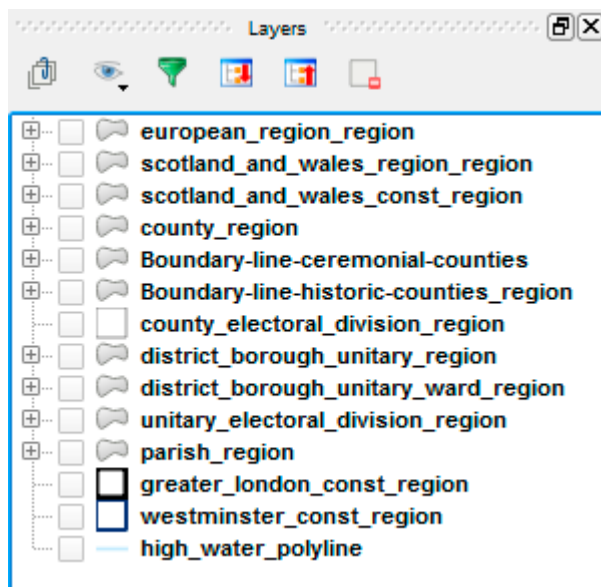 Layers
european_region_region
scotland_and_wales_region_region
scotland_and_wales_const_region
county_region
Boundary-line-ceremonial-counties
Boundary-line-historic-counties_region
county_electoral_division_region
district_borough_unitary_region
district_borough_unitary_ward_region
unitary_electoral_division_region
parish_region
greater_london_const_region
westminster_const_region
high_water_polyline